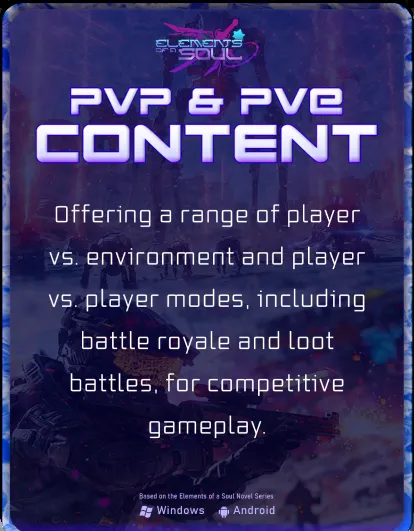 ELEMENTS
OF A SOUL
PVP & PVE
CONTENT
Offering a range of player
vs. environment and player
vs. player modes, including
battle royale and loot
battles, for competitive
gameplay.
Based on the Elements of a Soul Novel Series
Windows Android